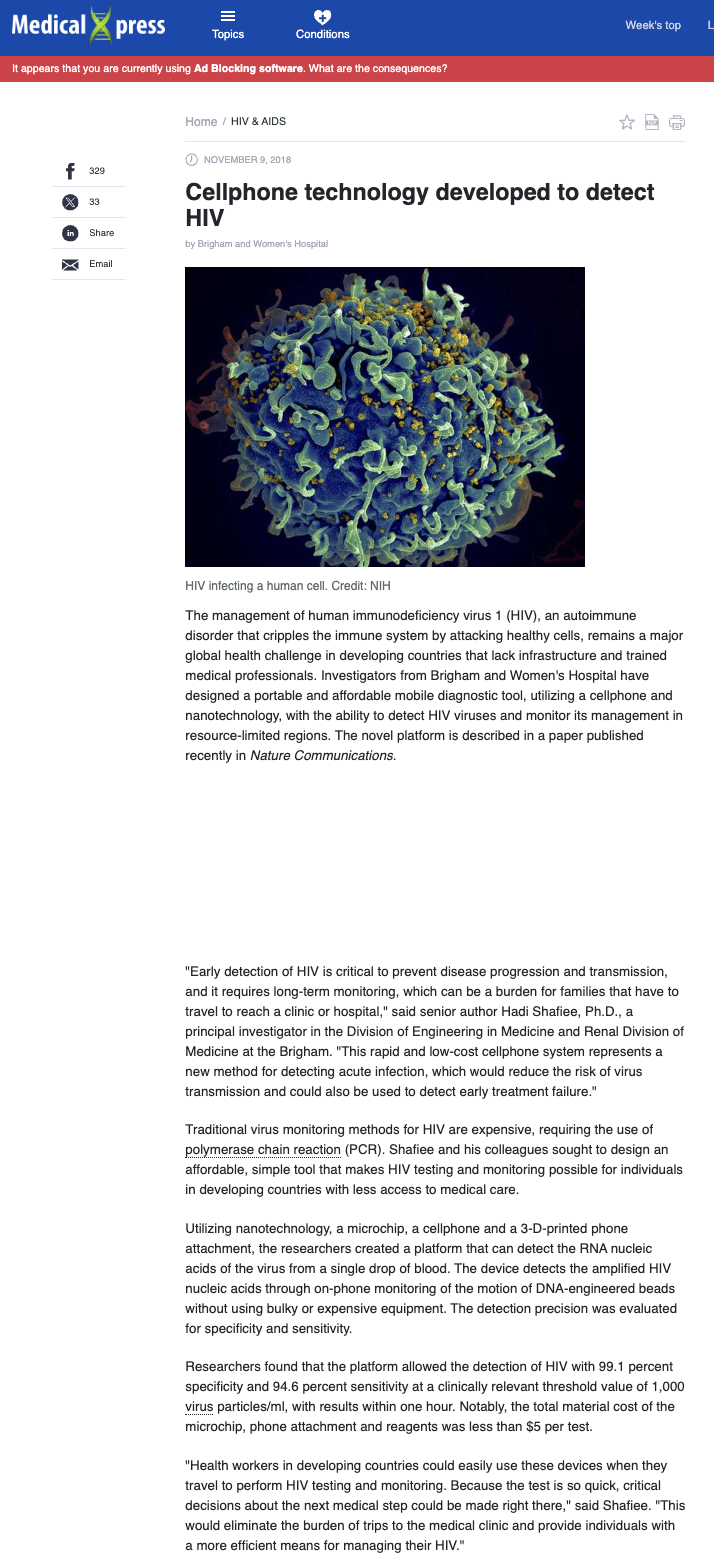 Medical Xpress
Topics
Conditions
Week's top
L
It appears that you are currently using Ad Blocking software. What are the consequences?
Home / HIV & AIDS
PDF
329
33
Share
Email
NOVEMBER 9, 2018
Cellphone technology developed to detect
HIV
by Brigham and Women's Hospital
HIV infecting a human cell. Credit: NIH
The management of human immunodeficiency virus 1 (HIV), an autoimmune
disorder that cripples the immune system by attacking healthy cells, remains a major
global health challenge in developing countries that lack infrastructure and trained
medical professionals. Investigators from Brigham and Women's Hospital have
designed a portable and affordable mobile diagnostic tool, utilizing a cellphone and
nanotechnology, with the ability to detect HIV viruses and monitor its management in
resource-limited regions. The novel platform is described in a paper published
recently in Nature Communications.
"Early detection of HIV is critical to prevent disease progression and transmission,
and it requires long-term monitoring, which can be a burden for families that have to
travel to reach a clinic or hospital," said senior author Hadi Shafiee, Ph.D., a
principal investigator in the Division of Engineering in Medicine and Renal Division of
Medicine at the Brigham. "This rapid and low-cost cellphone system represents a
new method for detecting acute infection, which would reduce the risk of virus
transmission and could also be used to detect early treatment failure."
Traditional virus monitoring methods for HIV are expensive, requiring the use of
polymerase chain reaction (PCR). Shafiee and his colleagues sought to design an
affordable, simple tool that makes HIV testing and monitoring possible for individuals
in developing countries with less access to medical care.
Utilizing nanotechnology, a microchip, a cellphone and a 3-D-printed phone
attachment, the researchers created a platform that can detect the RNA nucleic
acids of the virus from a single drop of blood. The device detects the amplified HIV
nucleic acids through on-phone monitoring of the motion of DNA-engineered beads
without using bulky or expensive equipment. The detection precision was evaluated
for specificity and sensitivity.
Researchers found that the platform allowed the detection of HIV with 99.1 percent
specificity and 94.6 percent sensitivity at a clinically relevant threshold value of 1,000
virus particles/ml, with results within one hour. Notably, the total material cost of the
microchip, phone attachment and reagents was less than $5 per test.
"Health workers in developing countries could easily use these devices when they
travel to perform HIV testing and monitoring. Because the test is so quick, critical
decisions about the next medical step could be made right there," said Shafiee. "This
would eliminate the burden of trips to the medical clinic and provide individuals with
a more efficient means for managing their HIV."